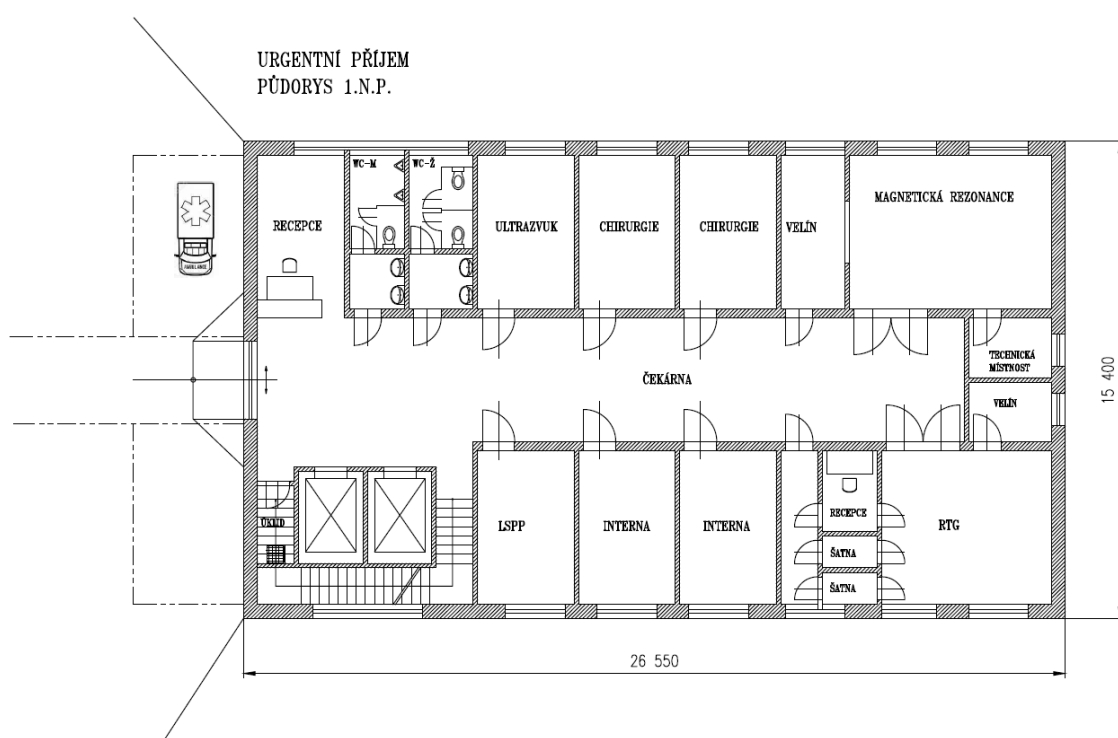 URGENTNÍ PŘÍJEM
PŮDORYS 1.N.P.
WC-M
WC-Ž
RECEPCE
ULTRAZVUK
CHIRURGIE
CHIRURGIE
VELÍN
MAGNETICKÁ REZONANCE
AMBULANCE
ČEKÁRNA
TECHNICKÁ
MÍSTNOST
VELÍN
15 400
ÚKLID
LSPP
INTERNA
INTERNA
RECEPCE
RTG
ŠATNA
ŠATNA
26 550